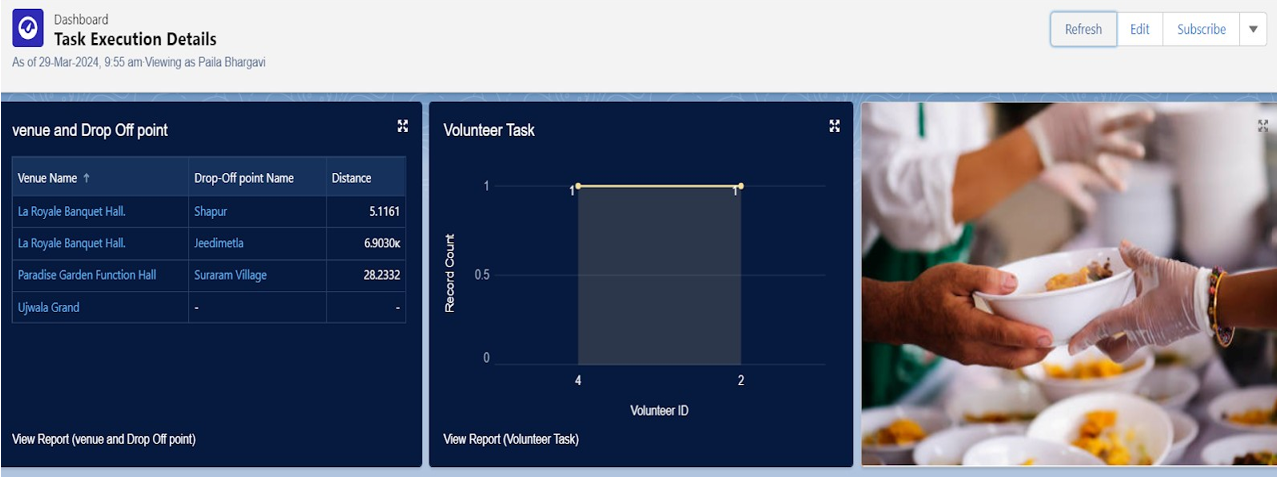 Dashboard
Task Execution Details
As of 29-Mar-2024, 9:55 am·Viewing as Paila Bhargavi
Refresh Edit Subscribe
venue and Drop Off point
Venue Name ↑ Drop-Off point Name Distance
La Royale Banquet Hall. Shapur 5.1161
La Royale Banquet Hall. Jeedimetla 6.9030K
Paradise Garden Function Hall Suraram Village 28.2332
Ujwala Grand - -
View Report (venue and Drop Off point)
Volunteer Task
Record Count
1
0.5
0
1 1
4 2
Volunteer ID
View Report (Volunteer Task)